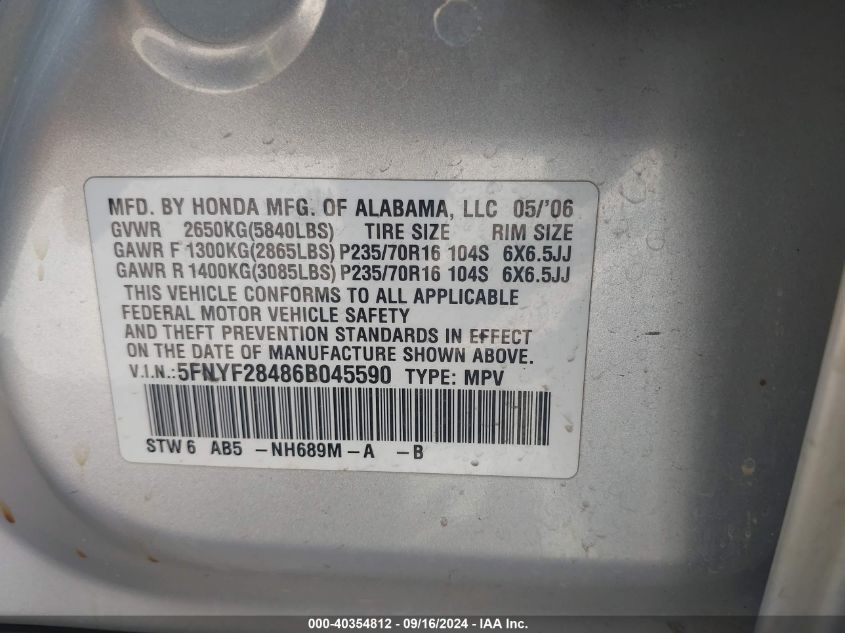 MFD. BY HONDA MFG. OF ALABAMA, LLC 05/'06
GVWR 2650KG(5840LBS) TIRE SIZE RIM SIZE
GAWR F 1300KG(2865LBS) P235/70R16 104S 6X6.5JJ
GAWR R 1400KG(3085LBS) P235/70R16 104S 6X6.5JJ
THIS VEHICLE CONFORMS TO ALL APPLICABLE
FEDERAL MOTOR VEHICLE SAFETY
AND THEFT PREVENTION STANDARDS IN EFFECT
ON THE DATE OF MANUFACTURE SHOWN ABOVE.
V.I.N.:5FNYF28486B045590 TYPE: MPV
STW6 AB5 -NH689M-A -B
000-40354812 - 09/16/2024 - IAA, Inc.